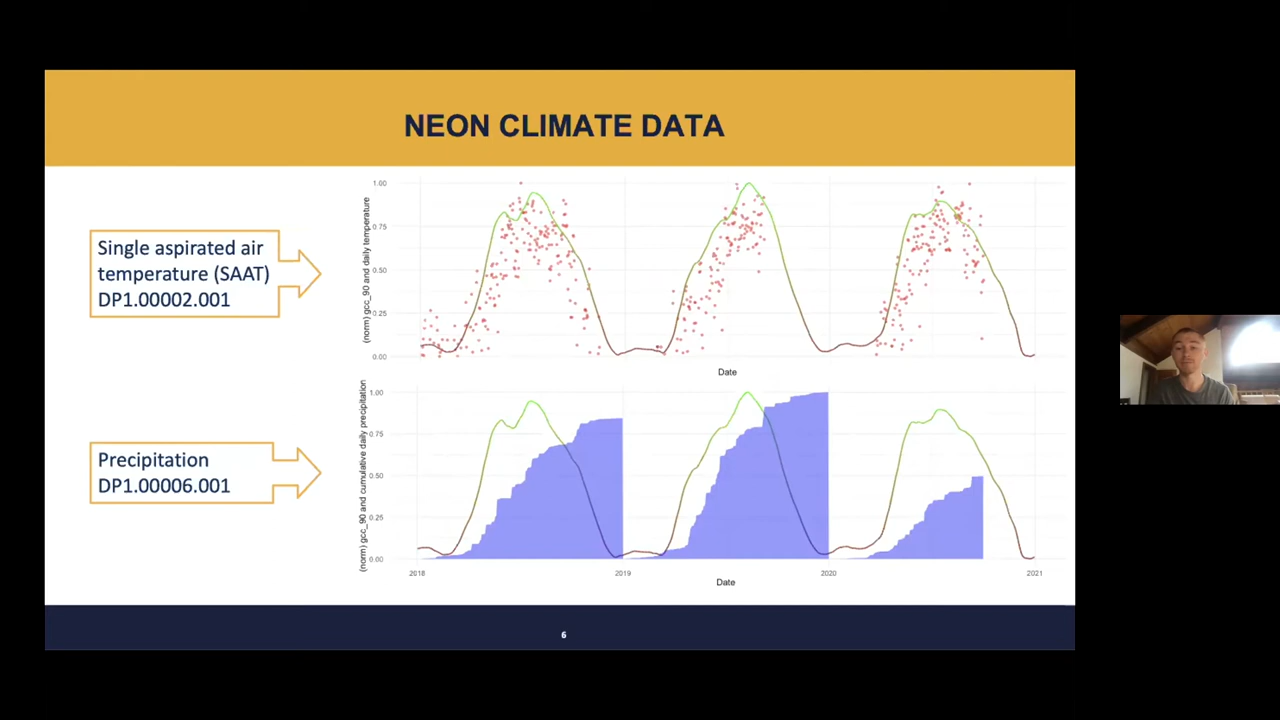 NEON CLIMATE DATA
Single aspirated air
temperature (SAAT)
DP1.00002.001
(norm) gcc_90 and daily temperature
1.00
0.75
0.50
0.25
0.00
Date
Precipitation
DP1.00006.001
(norm) gcc_90 and cumulative daily precipitation
1.00
0.75
0.50
0.25
0.00
2018
2019
2020
2021
Date
6